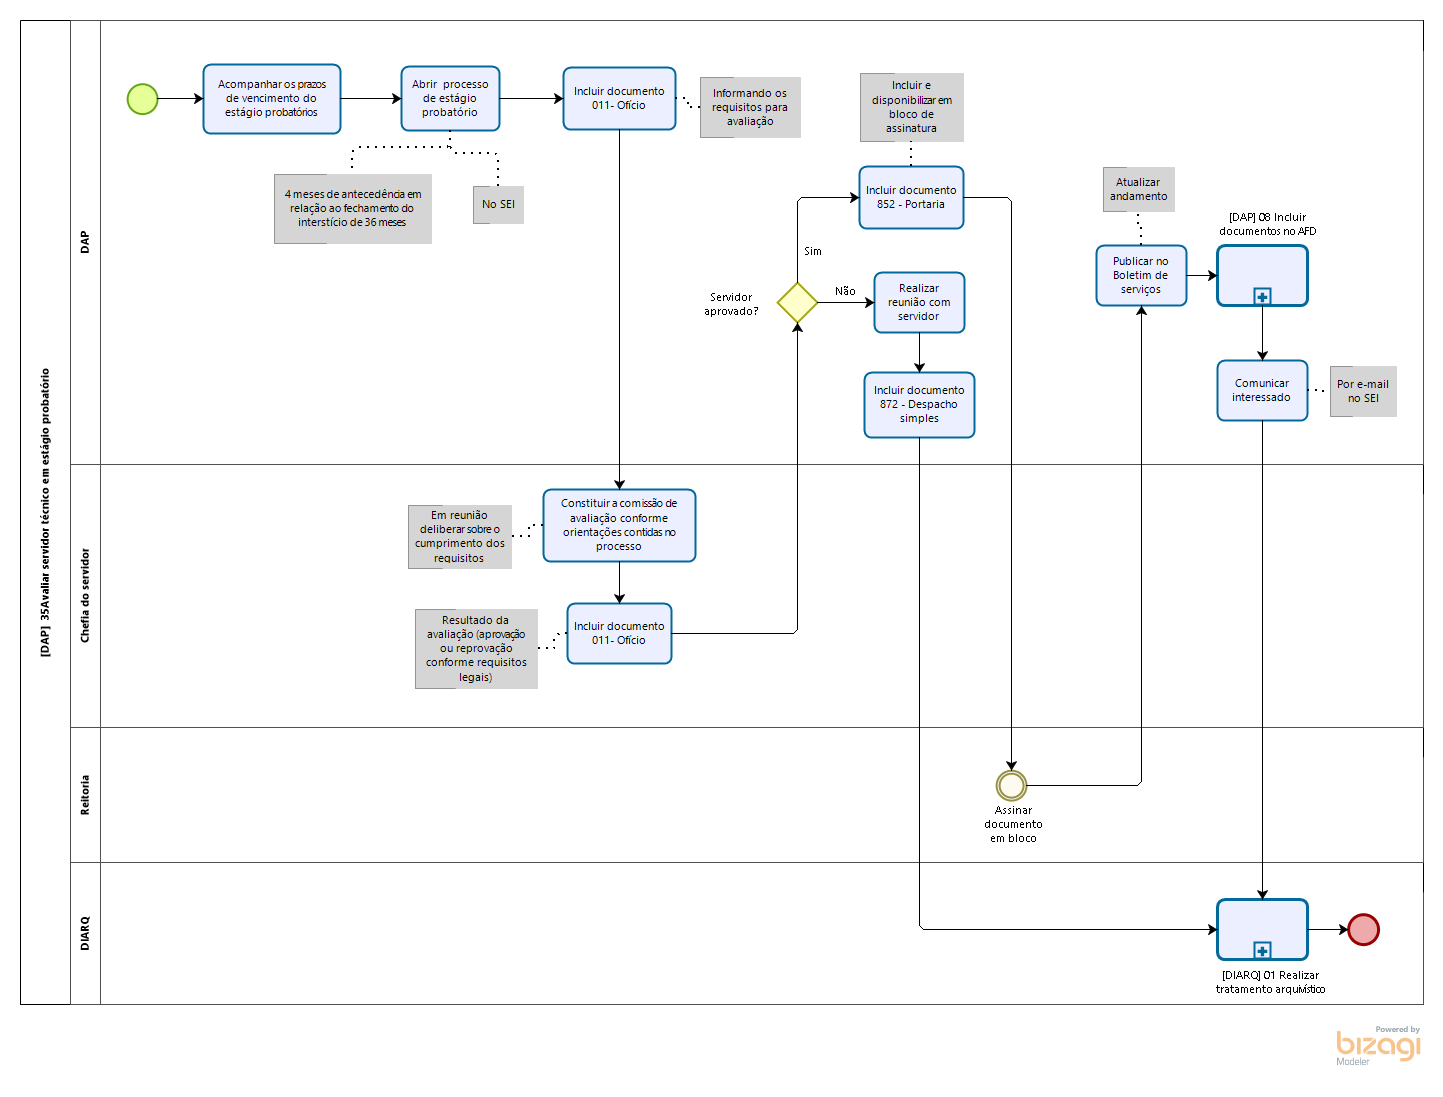 [DAP] 35Avaliar servidor técnico em estágio probatório
DAP
Acompanhar os prazos
de vencimento do
estágio probatórios
Abrir processo
de estágio
probatório
Incluir documento
011- Ofício
Informando os
requisitos para
avaliação
4 meses de antecedência em
relação ao fechamento do
interstício de 36 meses
No SEI
Incluir e
disponibilizar em
bloco de
assinatura
Incluir documento
852 - Portaria
Sim
Servidor
aprovado?
Não
Realizar
reunião com
servidor
Incluir documento
872 - Despacho
simples
Atualizar
andamento
Publicar no
Boletim de
serviços
[DAP] 08 Incluir
documentos no AFD
Comunicar
interessado
Por e-mail
no SEI
Chefia do servidor
Em reunião
deliberar sobre o
cumprimento dos
requisitos
Constituir a comissão de
avaliação conforme
orientações contidas no
processo
Resultado da
avaliação (aprovação
ou reprovação
conforme requisitos
legais)
Incluir documento
011- Ofício
Reitoria
Assinar
documento
em bloco
DIARQ
[DIARQ] 01 Realizar
tratamento arquivístico
Powered by
bizagi
Modeler